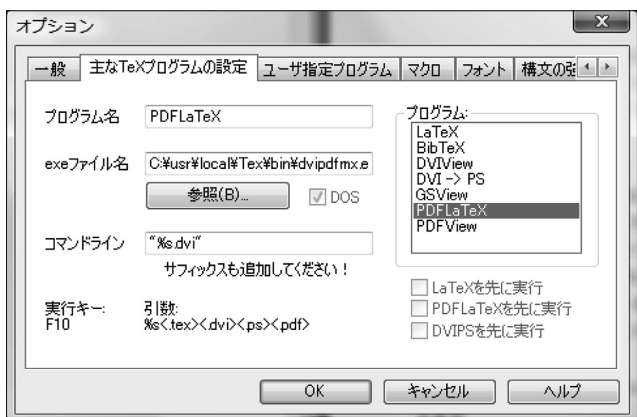 オプション
X
一般 主なTeXプログラムの設定 ユーザ指定プログラム マクロ フォント 構文の強
プログラム名 PDFLaTeX
exeファイル名 C:¥usr¥local¥Tex¥bin¥dvipdfmx.e
参照(B)... DOS
コマンドライン "%s.dvi"
サフィックスも追加してください！
実行キー:
F10
引数:
%s<.tex><.dvi><.ps><.pdf>
プログラム:
LaTeX
BibTeX
DVIView
DVI -> PS
GSView
PDFLaTeX
PDFView
LaTeXを先に実行
PDFLaTeXを先に実行
DVIPSを先に実行
OK キャンセル ヘルプ